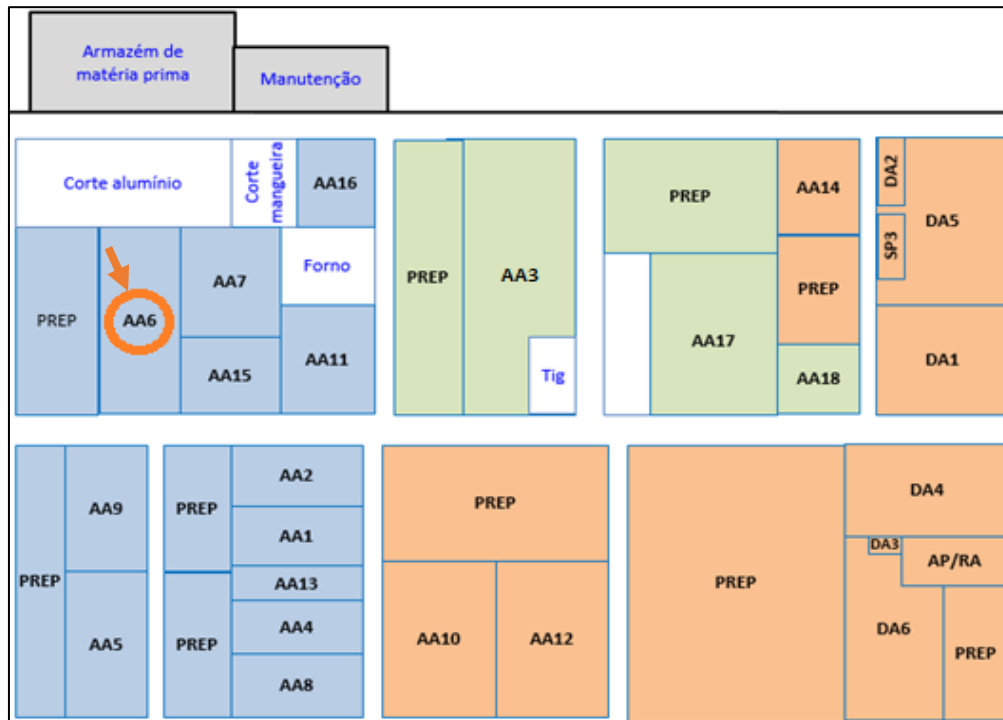 Armazém de
matéria prima
Manutenção
Corte alumínio
Corte
mangueira
AA16
PREP
AA6
AA7
AA15
Forno
AA11
PREP
AA3
Tig
PREP
AA17
AA14
PREP
AA18
DA2
SP3
DA5
DA1
PREP
AA9
AA5
PREP
PREP
AA2
AA1
AA13
AA4
AA8
PREP
AA10
AA12
PREP
DA4
DA3
AP/RA
DA6
PREP